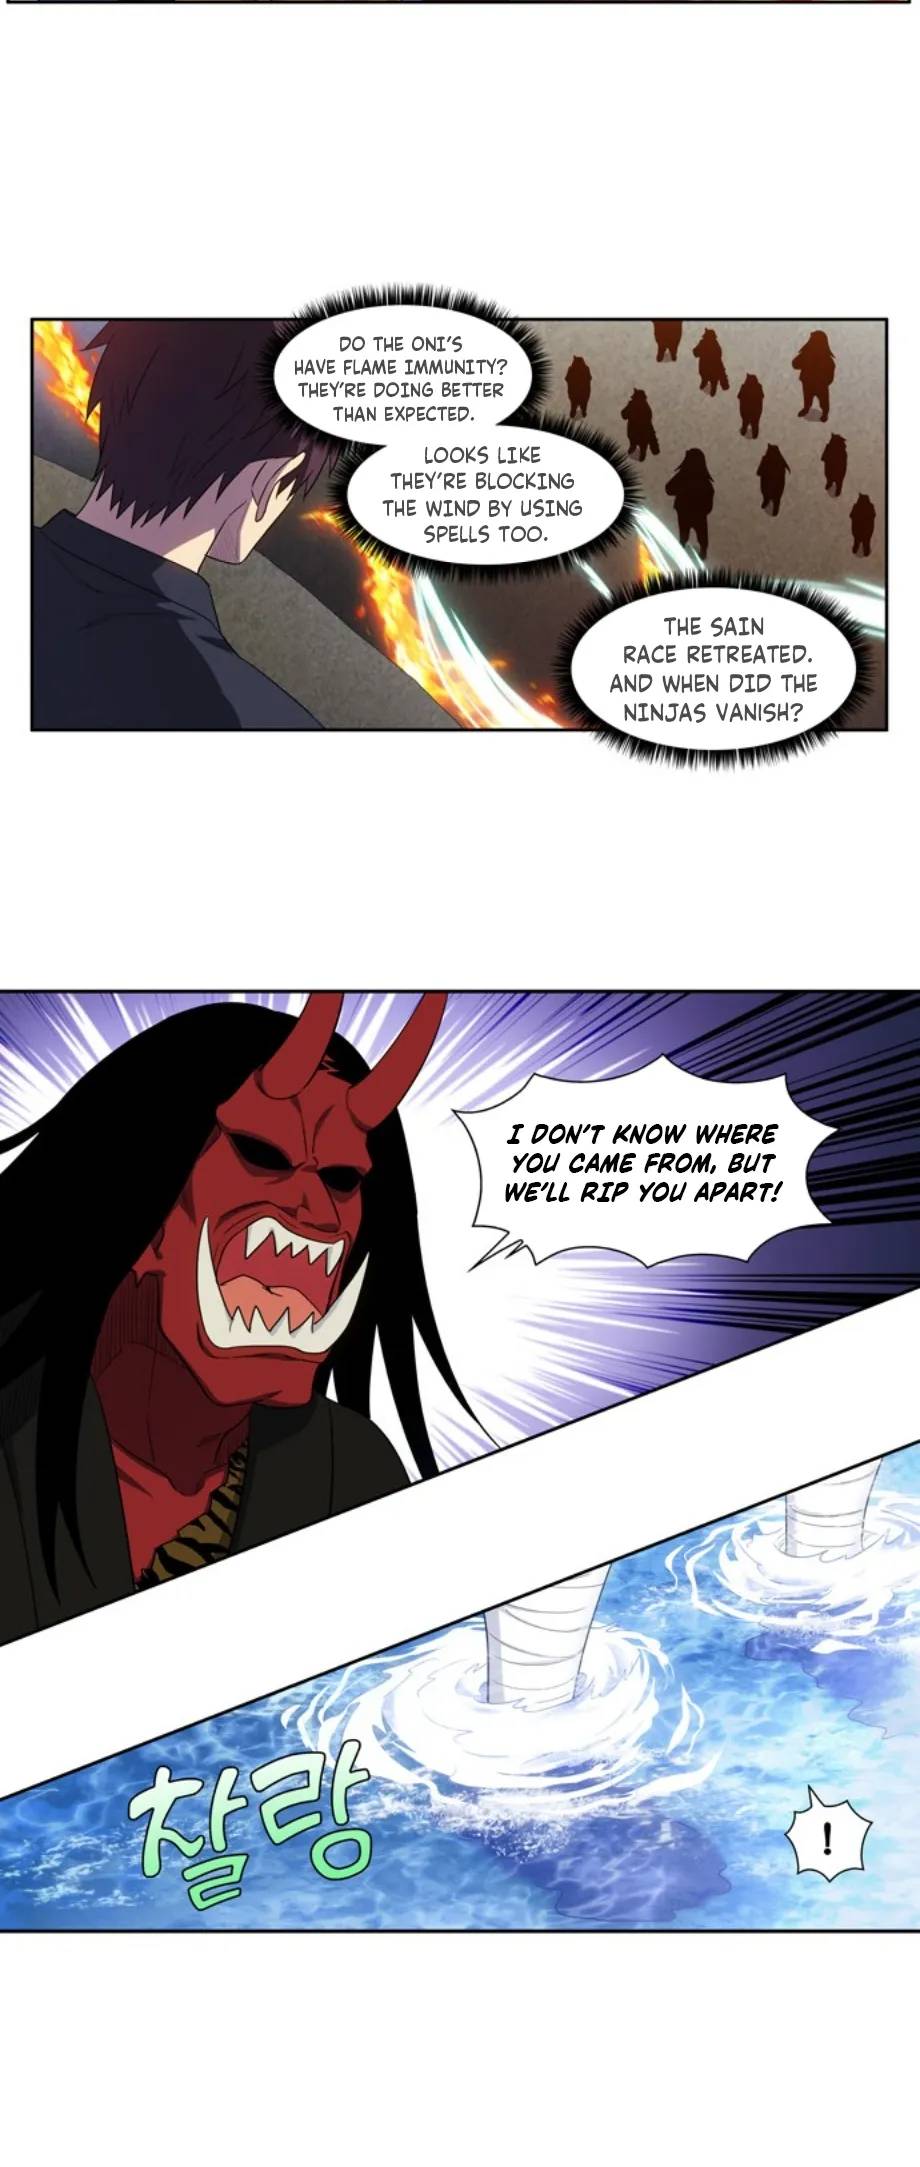 DO THE ONI'S
HAVE FLAME IMMUNITY?
THEY'RE DOING BETTER
THAN EXPECTED.
LOOKS LIKE
THEY'RE BLOCKING
THE WIND BY USING
SPELLS TOO.
THE SAIN
RACE RETREATED.
AND WHEN DID THE
NINJAS VANISH?
I DON'T KNOW WHERE
YOU CAME FROM, BUT
WE'LL RIP YOU APART!
찰랑
!